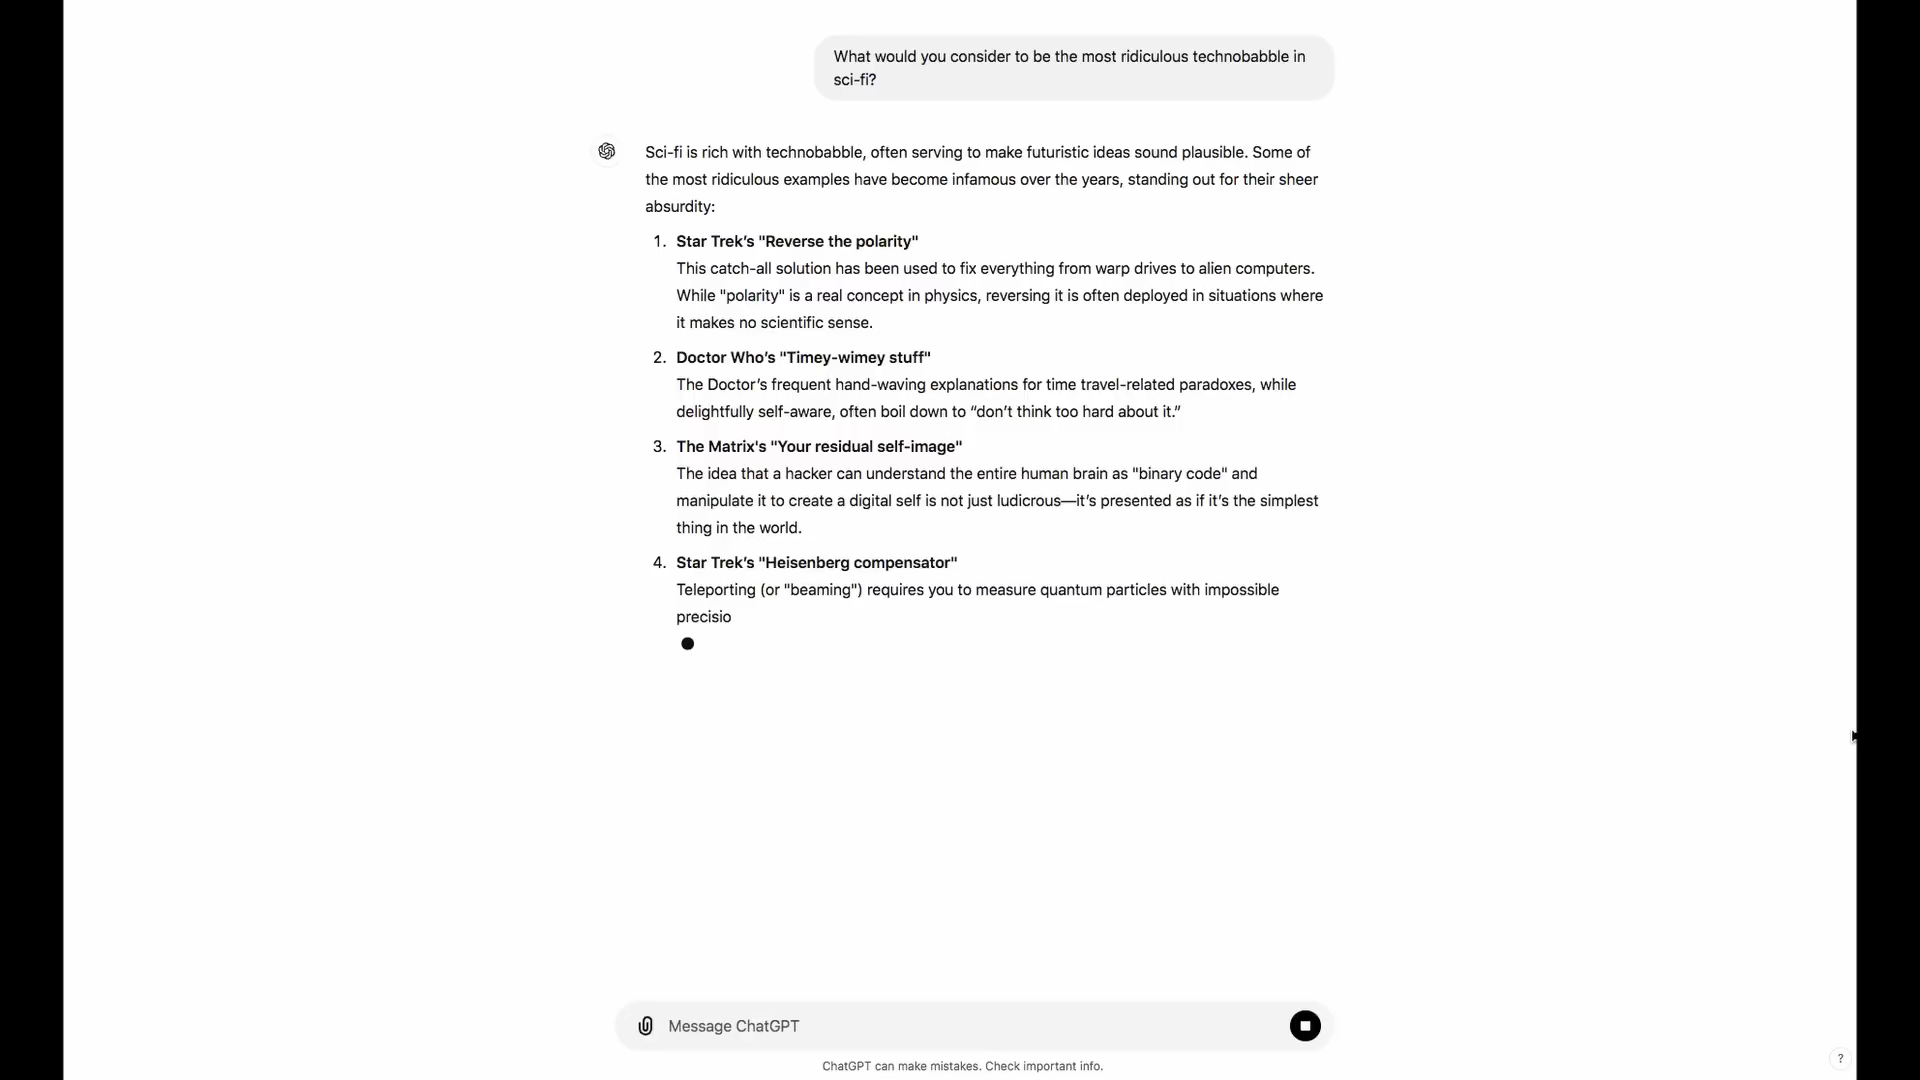 What would you consider to be the most ridiculous technobabble in
sci-fi?
Sci-fi is rich with technobabble, often serving to make futuristic ideas sound plausible. Some of
the most ridiculous examples have become infamous over the years, standing out for their sheer
absurdity:
1. Star Trek’s "Reverse the polarity"
This catch-all solution has been used to fix everything from warp drives to alien computers.
While "polarity" is a real concept in physics, reversing it is often deployed in situations where
it makes no scientific sense.
2. Doctor Who’s "Timey-wimey stuff"
The Doctor’s frequent hand-waving explanations for time travel-related paradoxes, while
delightfully self-aware, often boil down to “don’t think too hard about it.”
3. The Matrix's "Your residual self-image"
The idea that a hacker can understand the entire human brain as "binary code" and
manipulate it to create a digital self is not just ludicrous—it’s presented as if it’s the simplest
thing in the world.
4. Star Trek’s "Heisenberg compensator"
Teleporting (or "beaming") requires you to measure quantum particles with impossible
precisio
Message ChatGPT
ChatGPT can make mistakes. Check important info.
?